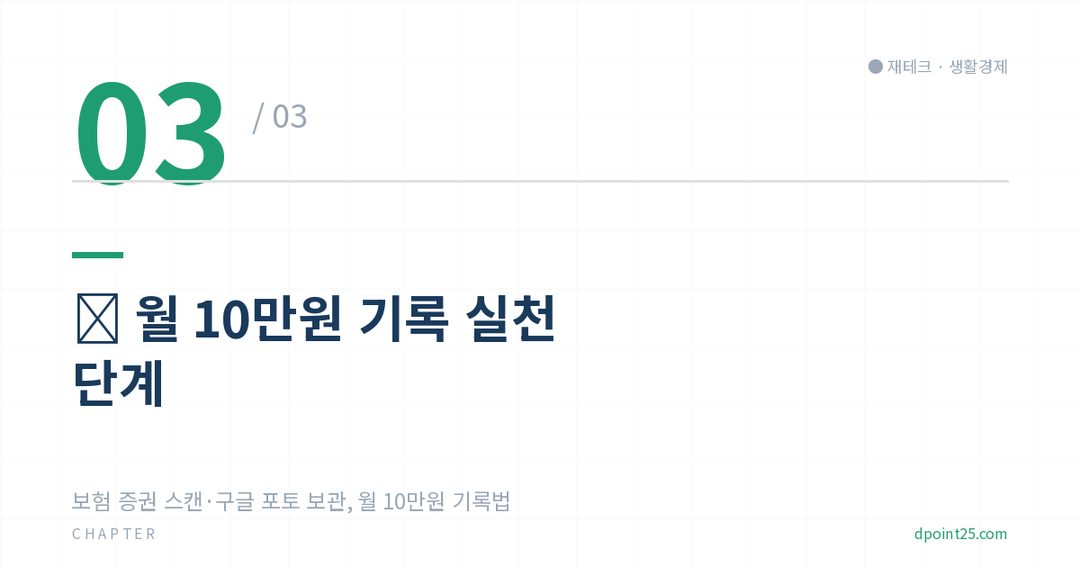 03 / 03
● 재테크 · 생활경제
월 10만원 기록 실천
단계
보험 증권 스캔·구글 포토 보관, 월 10만원 기록법
CHAPTER
dpoint25.com